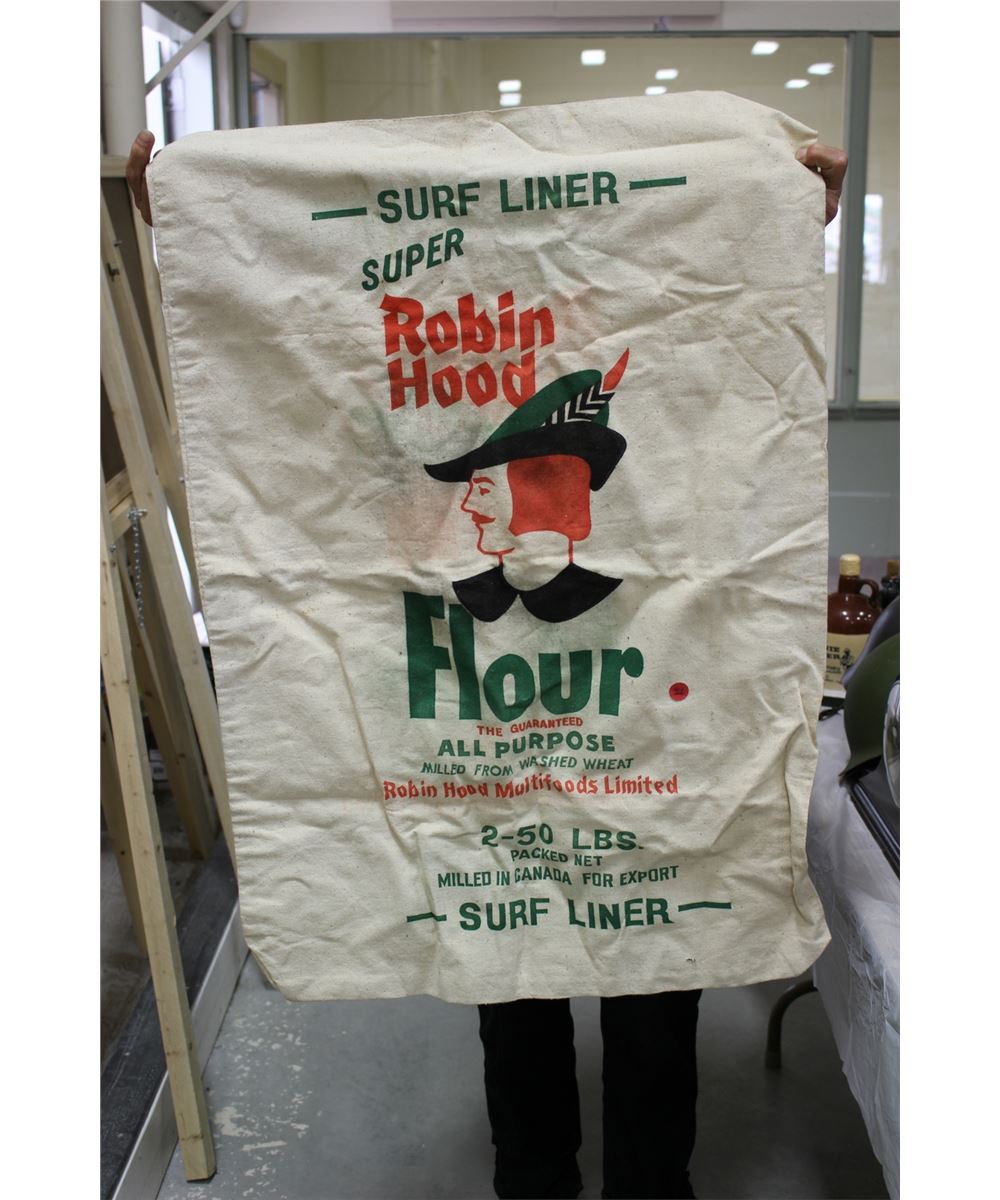 — SURF LINER —
SUPER
Robin
Hood
Flour
THE GUARANTEED
ALL PURPOSE
MILLED FROM WASHED WHEAT
Robin Hood Multifoods Limited
2-50 LBS.
PACKED NET
MILLED IN CANADA FOR EXPORT
— SURF LINER —